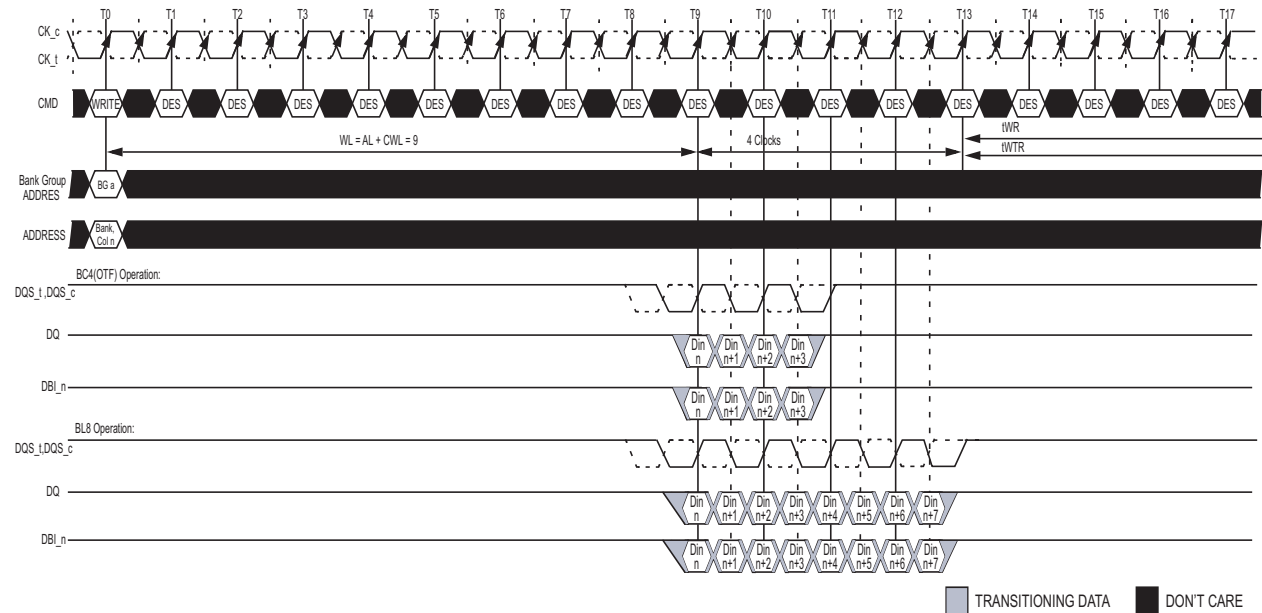 T0 T1 T2 T3 T4 T5 T6 T7 T8 T9 T10 T11 T12 T13 T14 T15 T16 T17
CK_c
CK_t
CMD WRITE DES DES DES DES DES DES DES DES DES DES DES DES DES DES DES DES DES
WL = AL + CWL = 9
4 Clocks
tWR
tWTR
Bank Group
ADDRES
BG a
ADDRESS
Bank,
Col n
BC4(OTF) Operation:
DQS_t ,DQS_c
DQ
Din Din Din Din
n n+1 n+2 n+3
DBI_n
Din Din Din Din
n n+1 n+2 n+3
BL8 Operation:
DQS_t,DQS_c
DQ
Din Din Din Din Din Din Din Din
n n+1 n+2 n+3 n+4 n+5 n+6 n+7
DBI_n
Din Din Din Din Din Din Din Din
n n+1 n+2 n+3 n+4 n+5 n+6 n+7
TRANSITIONING DATA
DON'T CARE